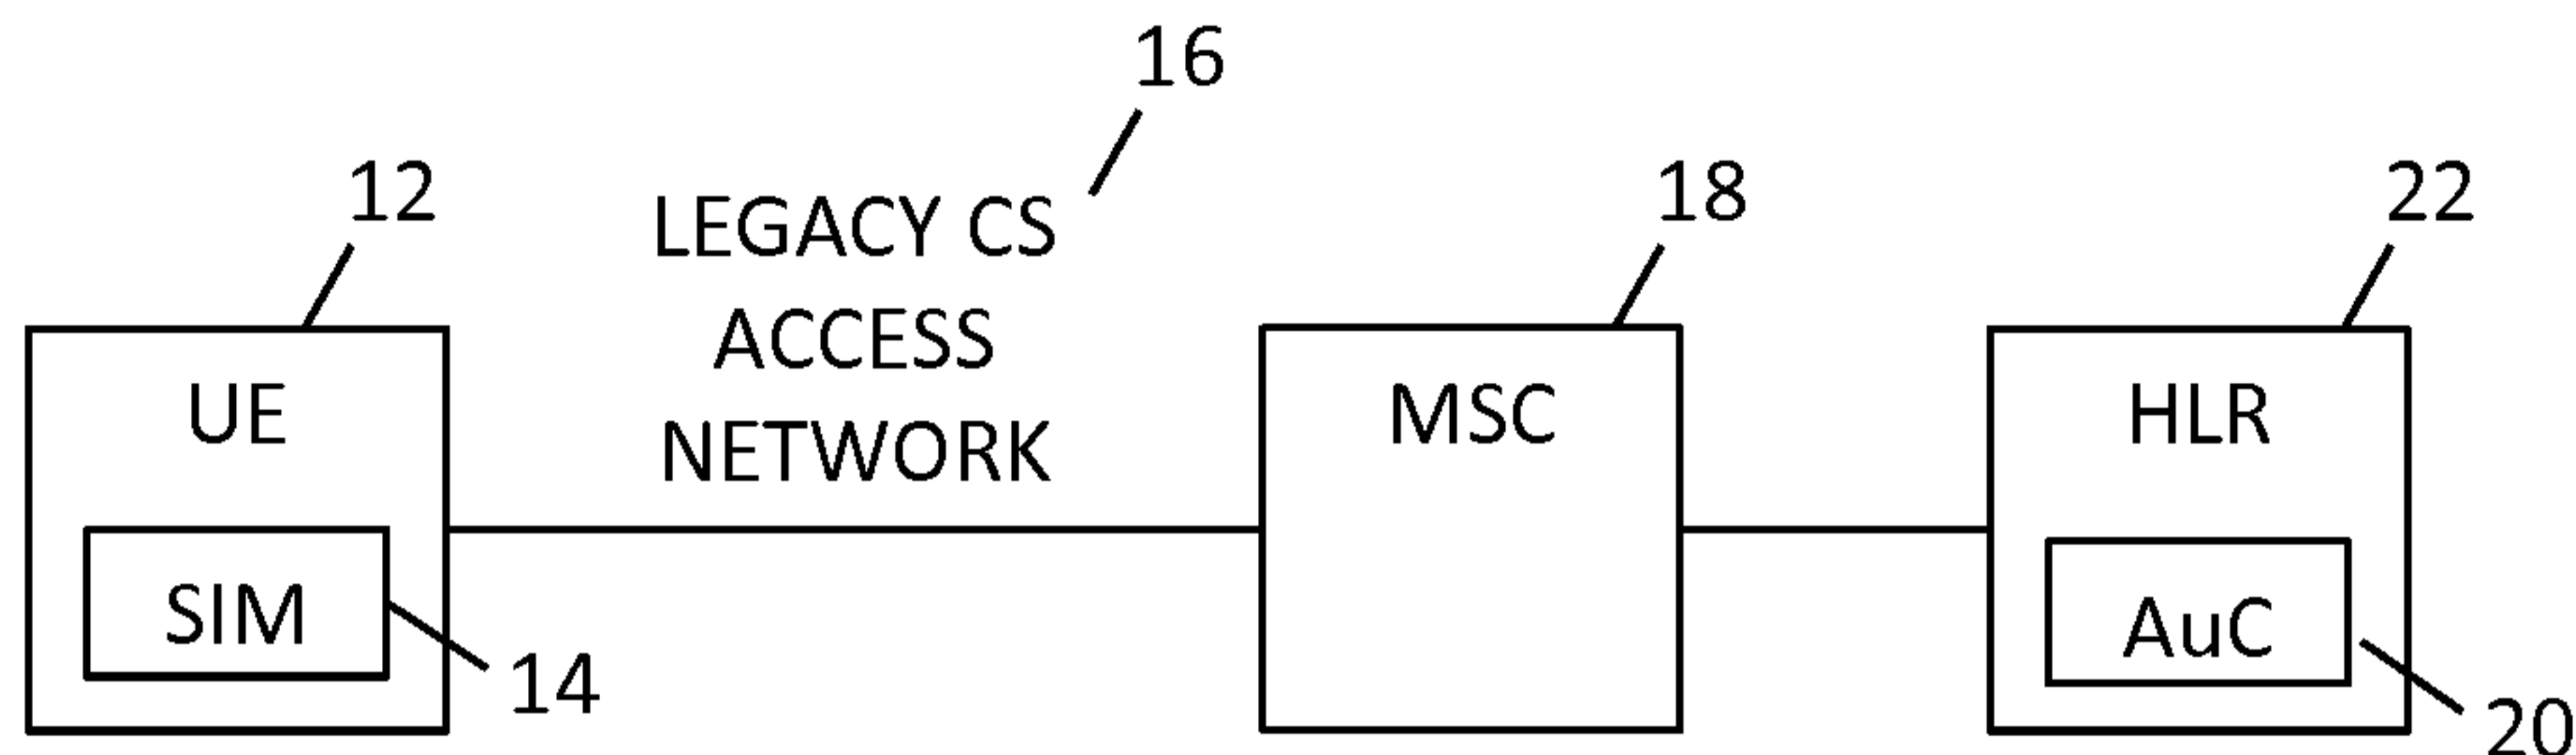 16
12
LEGACY CS
18
22
ACCESS
UE
NETWORK
MSC
HLR
SIM
AuC
14
20